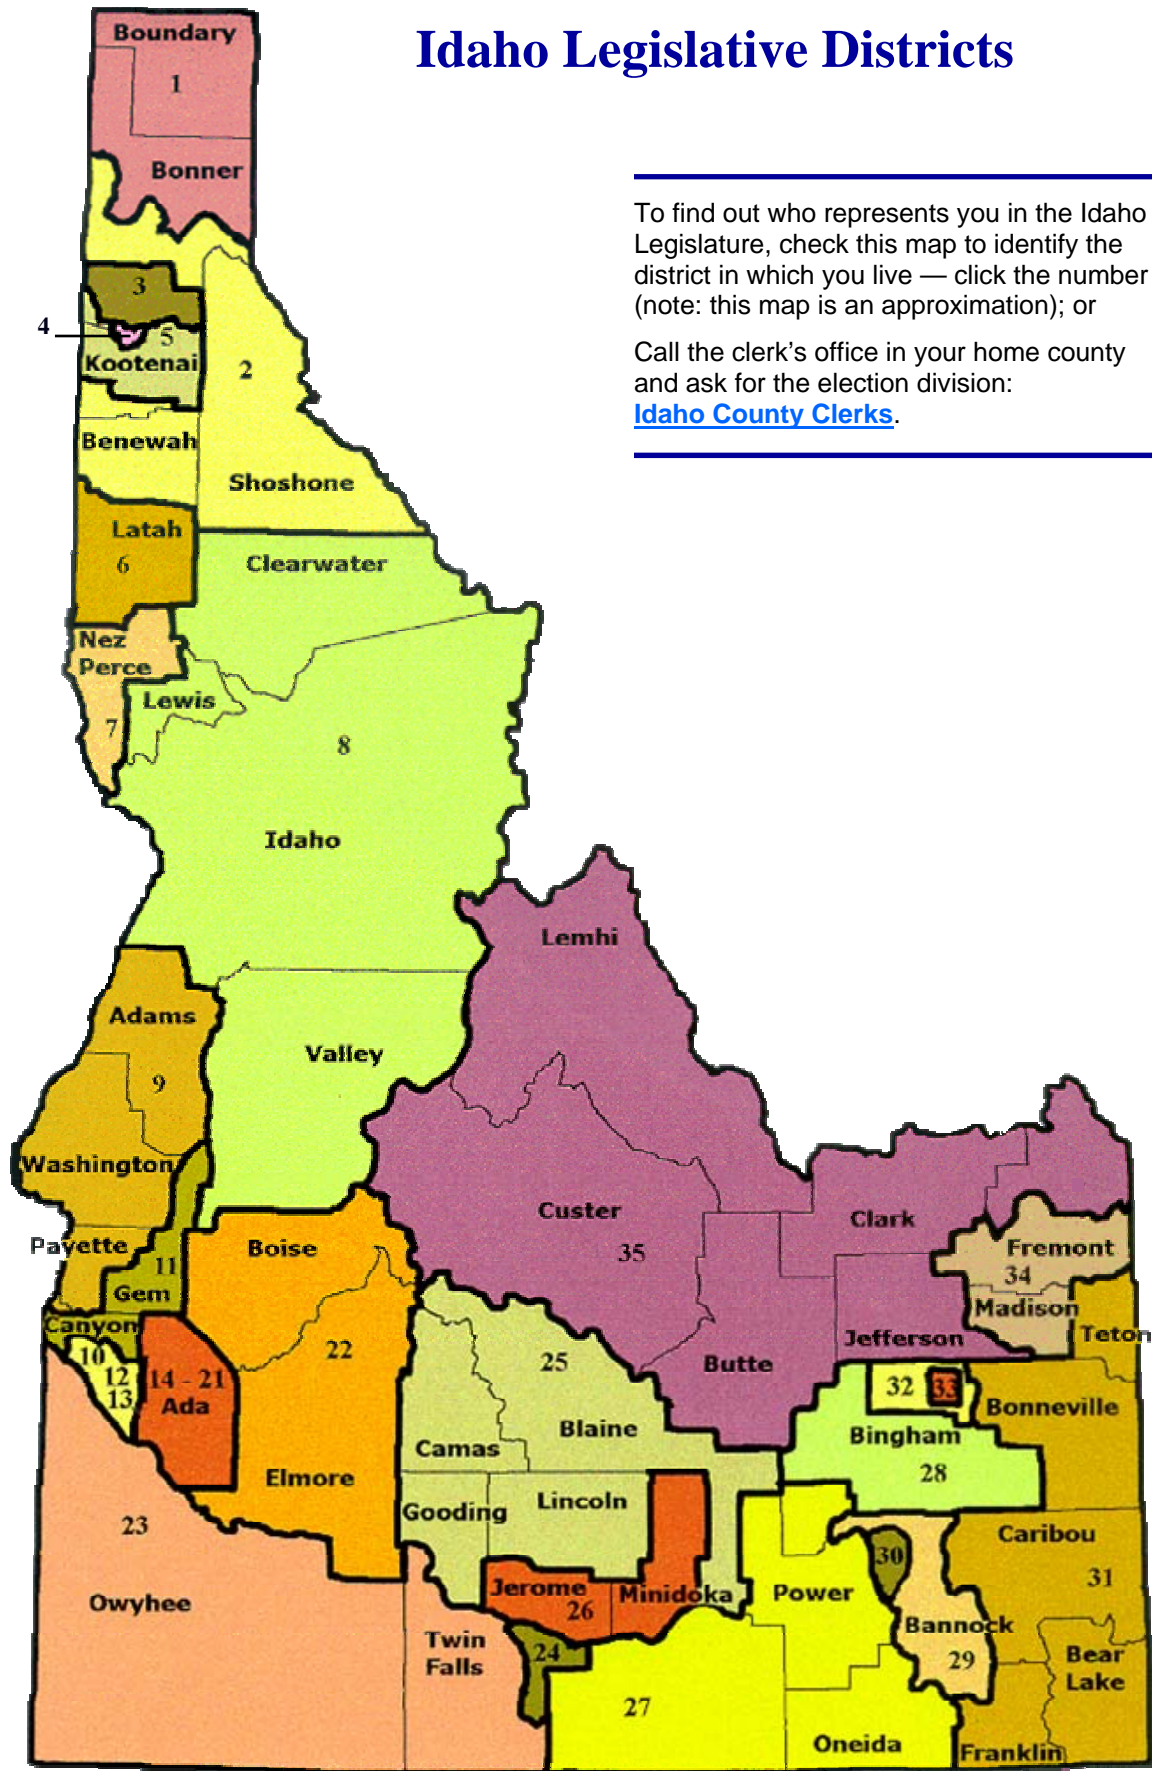 Idaho Legislative Districts
Boundary
1
Bonner
To find out who represents you in the Idaho
Legislature, check this map to identify the
district in which you live — click the number
(note: this map is an approximation); or
Call the clerk's office in your home county
and ask for the election division:
Idaho County Clerks.
3
4
5
Kootenai
2
Benewah
Shoshone
Latah
6
Clearwater
Nez
Perce
Lewis
7
8
Idaho
Lemhi
Adams
Valley
9
Washington
Custer
35
Clark
Payette
11
Gem
Boise
Fremont
34
Madison
Teton
Canyon
10
12
13
14 - 21
Ada
22
25
Butte
Jefferson
32
33
Bonneville
Camas
Blaine
Bingham
28
Elmore
Gooding
Lincoln
23
Caribou
31
30
Owyhee
Jerome
26
Minidoka
Power
Bannock
29
Twin
Falls
24
Bear
Lake
27
Oneida
Franklin